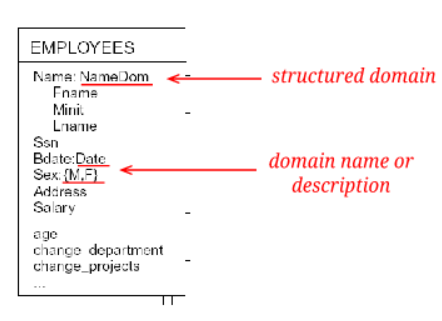 EMPLOYEES
Name: NameDom
Fname
Minit
Lname
Ssn
Bdate:Date
Sex:{M,F}
Address
Salary
age
change_department
change_projects
...
structured domain
domain name or
description